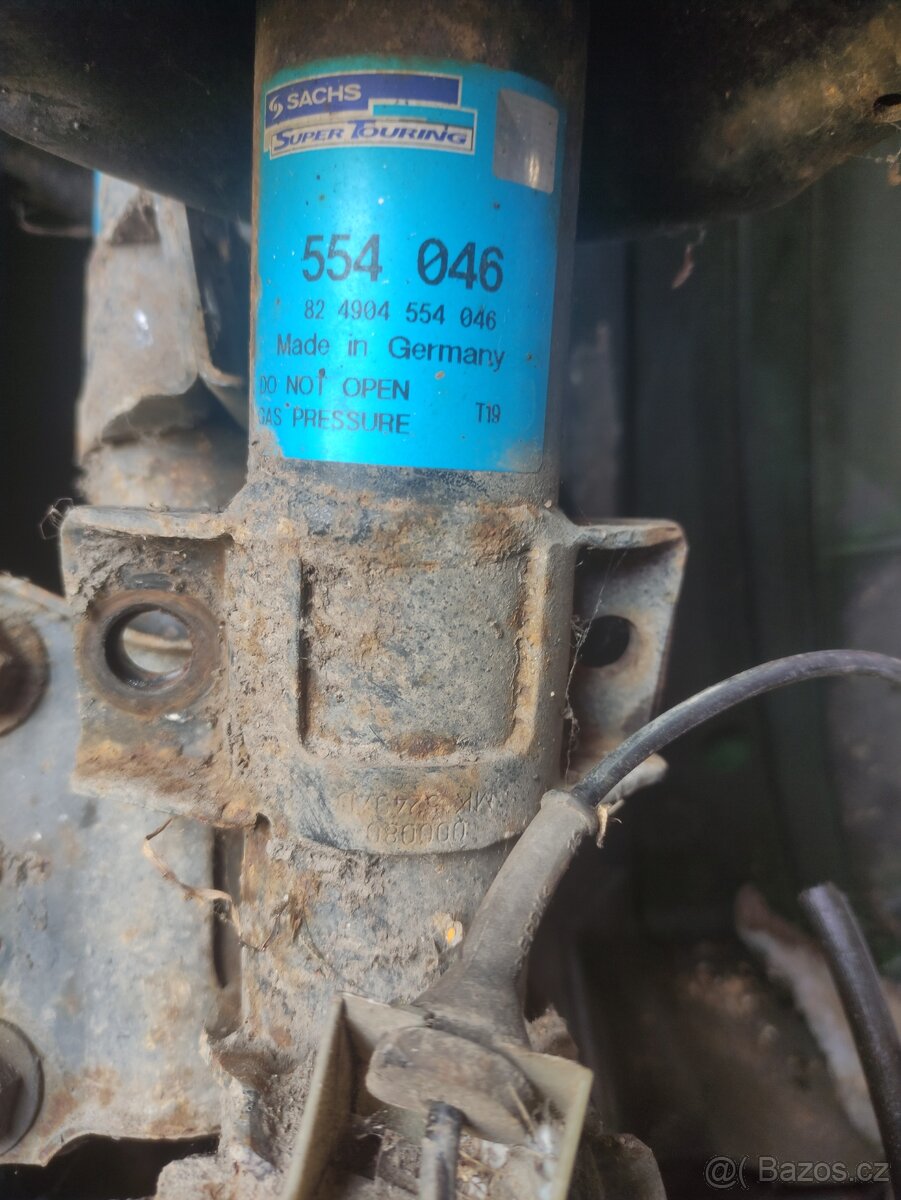 SACHS
SUPER TOURING
554 046
82 4904 554 046
Made in Germany
DO NOT OPEN
GAS PRESSURE T19
000080
@( Bazos.cz